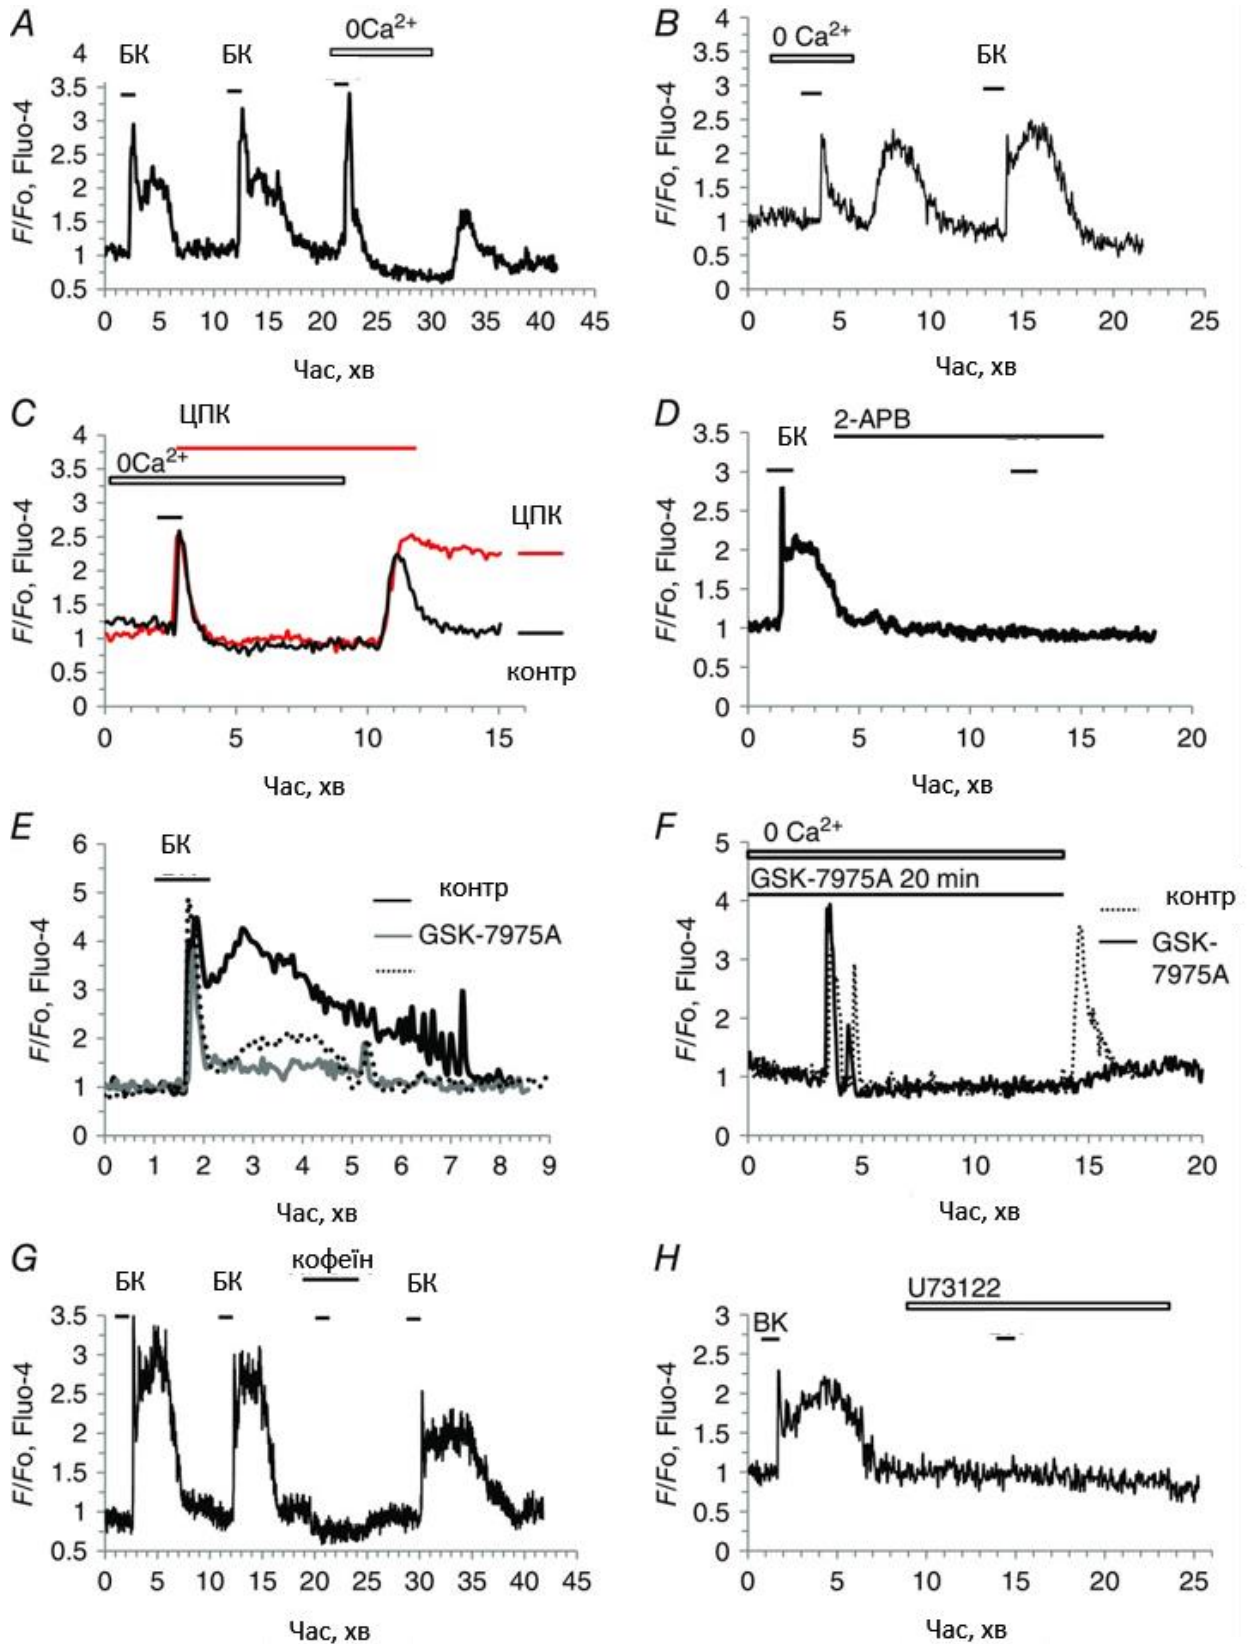 A
0Ca2+
БК
БК
F/Fo, Fluo-4
4
3.5
3
2.5
2
1.5
1
0.5
0 5 10 15 20 25 30 35 40 45
Час, хв
B
0 Ca2+
БК
F/Fo, Fluo-4
4
3.5
3
2.5
2
1.5
1
0.5
0
0 5 10 15 20 25
Час, хв
C
ЦПК
0Ca2+
ЦПК
контр
F/Fo, Fluo-4
4
3.5
3
2.5
2
1.5
1
0.5
0
0 5 10 15
Час, хв
D
2-APB
БК
F/Fo, Fluo-4
3.5
3
2.5
2
1.5
1
0.5
0
0 5 10 15 20
Час, хв
E
БК
контр
GSK-7975A
F/Fo, Fluo-4
6
5
4
3
2
1
0
0 1 2 3 4 5 6 7 8 9
Час, хв
F
0 Ca2+
GSK-7975A 20 min
контр
GSK-
7975A
F/Fo, Fluo-4
5
4
3
2
1
0
0 5 10 15 20
Час, хв
G
кофеїн
БК
БК
БК
F/Fo, Fluo-4
3.5
3
2.5
2
1.5
1
0.5
0 5 10 15 20 25 30 35 40 45
Час, хв
H
U73122
BK
F/Fo, Fluo-4
3
2.5
2
1.5
1
0.5
0
0 5 10 15 20 25
Час, хв